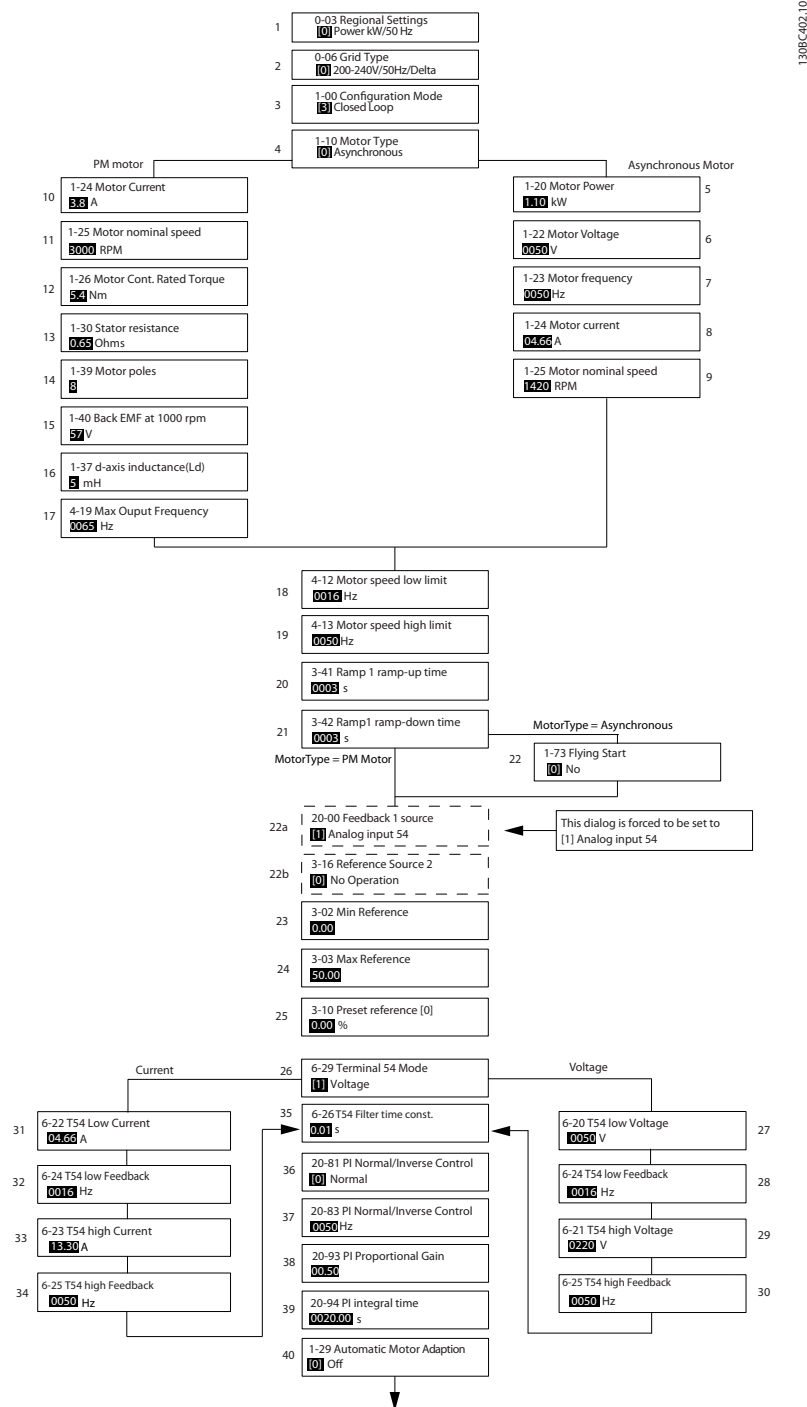 130BC402.10
1
0-03 Regional Settings
[0] Power kW/50 Hz
2
0-06 Grid Type
[0] 200-240V/50Hz/Delta
3
1-00 Configuration Mode
[3] Closed Loop
4
1-10 Motor Type
[0] Asynchronous
PM motor
Asynchronous Motor
10
1-24 Motor Current
3.8 A
11
1-25 Motor nominal speed
3000 RPM
12
1-26 Motor Cont. Rated Torque
5.4 Nm
13
1-30 Stator resistance
0.65 Ohms
14
1-39 Motor poles
8
15
1-40 Back EMF at 1000 rpm
57 V
16
1-37 d-axis inductance(Ld)
5 mH
17
4-19 Max Ouput Frequency
0065 Hz
1-20 Motor Power
1.10 kW
5
1-22 Motor Voltage
0050 V
6
1-23 Motor frequency
0050 Hz
7
1-24 Motor current
04.66 A
8
1-25 Motor nominal speed
1420 RPM
9
18
4-12 Motor speed low limit
0016 Hz
19
4-13 Motor speed high limit
0050 Hz
20
3-41 Ramp 1 ramp-up time
0003 s
21
3-42 Ramp1 ramp-down time
0003 s
MotorType = Asynchronous
MotorType = PM Motor
22
1-73 Flying Start
[0] No
22a
20-00 Feedback 1 source
[1] Analog input 54
This dialog is forced to be set to
[1] Analog input 54
22b
3-16 Reference Source 2
[0] No Operation
23
3-02 Min Reference
0.00
24
3-03 Max Reference
50.00
25
3-10 Preset reference [0]
0.00 %
26
6-29 Terminal 54 Mode
[1] Voltage
Current
Voltage
31
6-22 T54 Low Current
04.66 A
32
6-24 T54 low Feedback
0016 Hz
33
6-23 T54 high Current
13.30 A
34
6-25 T54 high Feedback
0050 Hz
35
6-26 T54 Filter time const.
0.01 s
36
20-81 PI Normal/Inverse Control
[0] Normal
37
20-83 PI Normal/Inverse Control
0050 Hz
38
20-93 PI Proportional Gain
00.50
39
20-94 PI integral time
0020.00 s
40
1-29 Automatic Motor Adaption
[0] Off
6-20 T54 low Voltage
0050 V
27
6-24 T54 low Feedback
0016 Hz
28
6-21 T54 high Voltage
0220 V
29
6-25 T54 high Feedback
0050 Hz
30